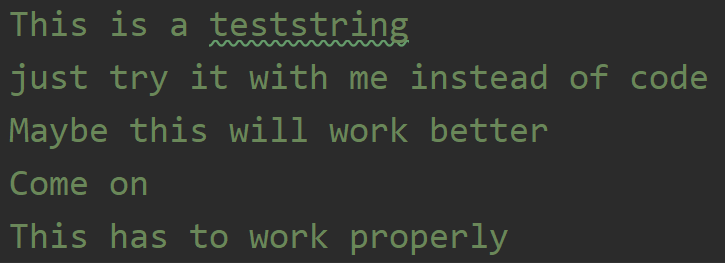 This is a teststring
just try it with me instead of code
Maybe this will work better
Come on
This has to work properly